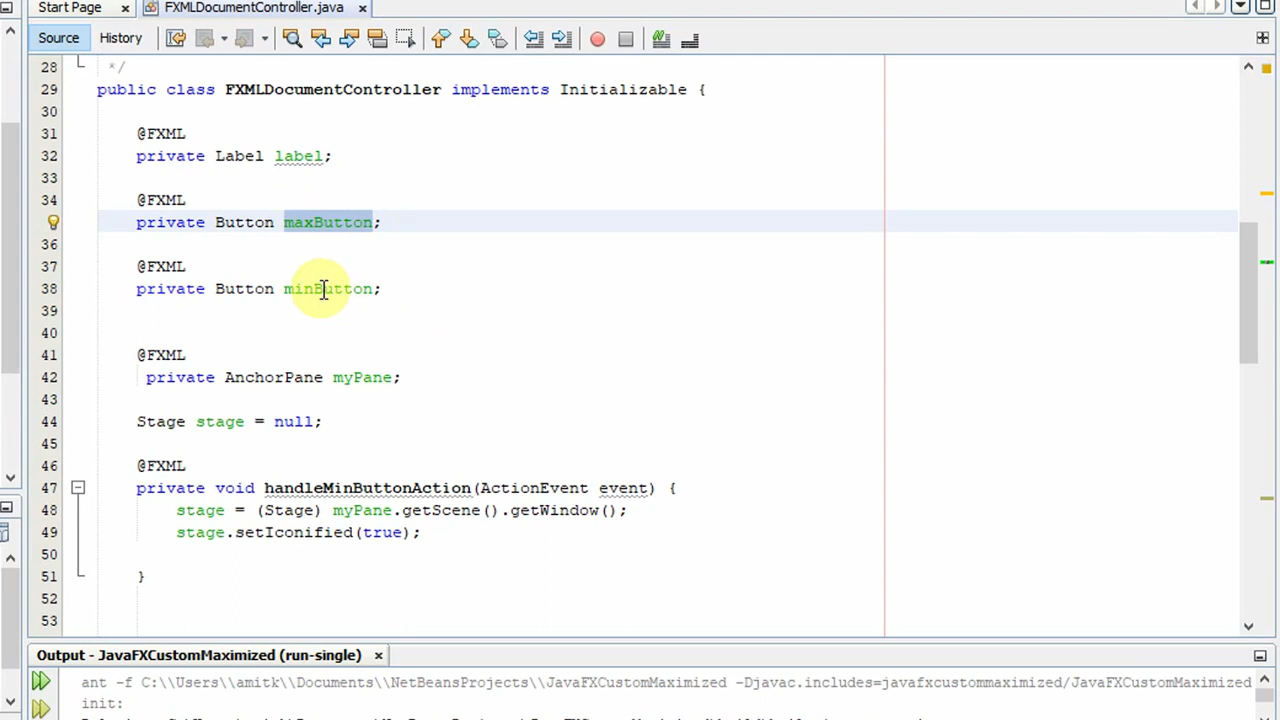 Start Page
FXMLDocumentController.java
Source History
28 */
29 public class FXMLDocumentController implements Initializable {
30
31 @FXML
32 private Label label;
33
34 @FXML
private Button maxButton;
36
37 @FXML
38 private Button minButton;
39
40
41 @FXML
42 private AnchorPane myPane;
43
44 Stage stage = null;
45
46 @FXML
47 private void handleMinButtonAction(ActionEvent event) {
48 stage = (Stage) myPane.getScene().getWindow();
49 stage.setIconified(true);
50
51 }
52
53
Output - JavaFXCustomMaximized (run-single)
ant -f C:\\Users\\amitk\\Documents\\NetBeansProjects\\JavaFXCustomMaximized -Djavac.includes=javafxcustommaximized/JavaFXCustomMaximized
init: